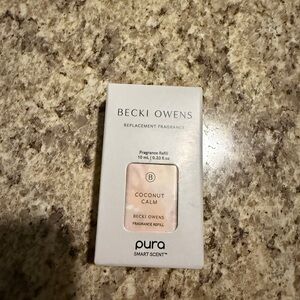 BECKI OWENS
REPLACEMENT FRAGRANCE
Fragrance Refill
10 mL | 0.33 fl oz
B
COCONUT
CALM
BECKI OWENS
FRAGRANCE REFILL
pura
SMART SCENT™